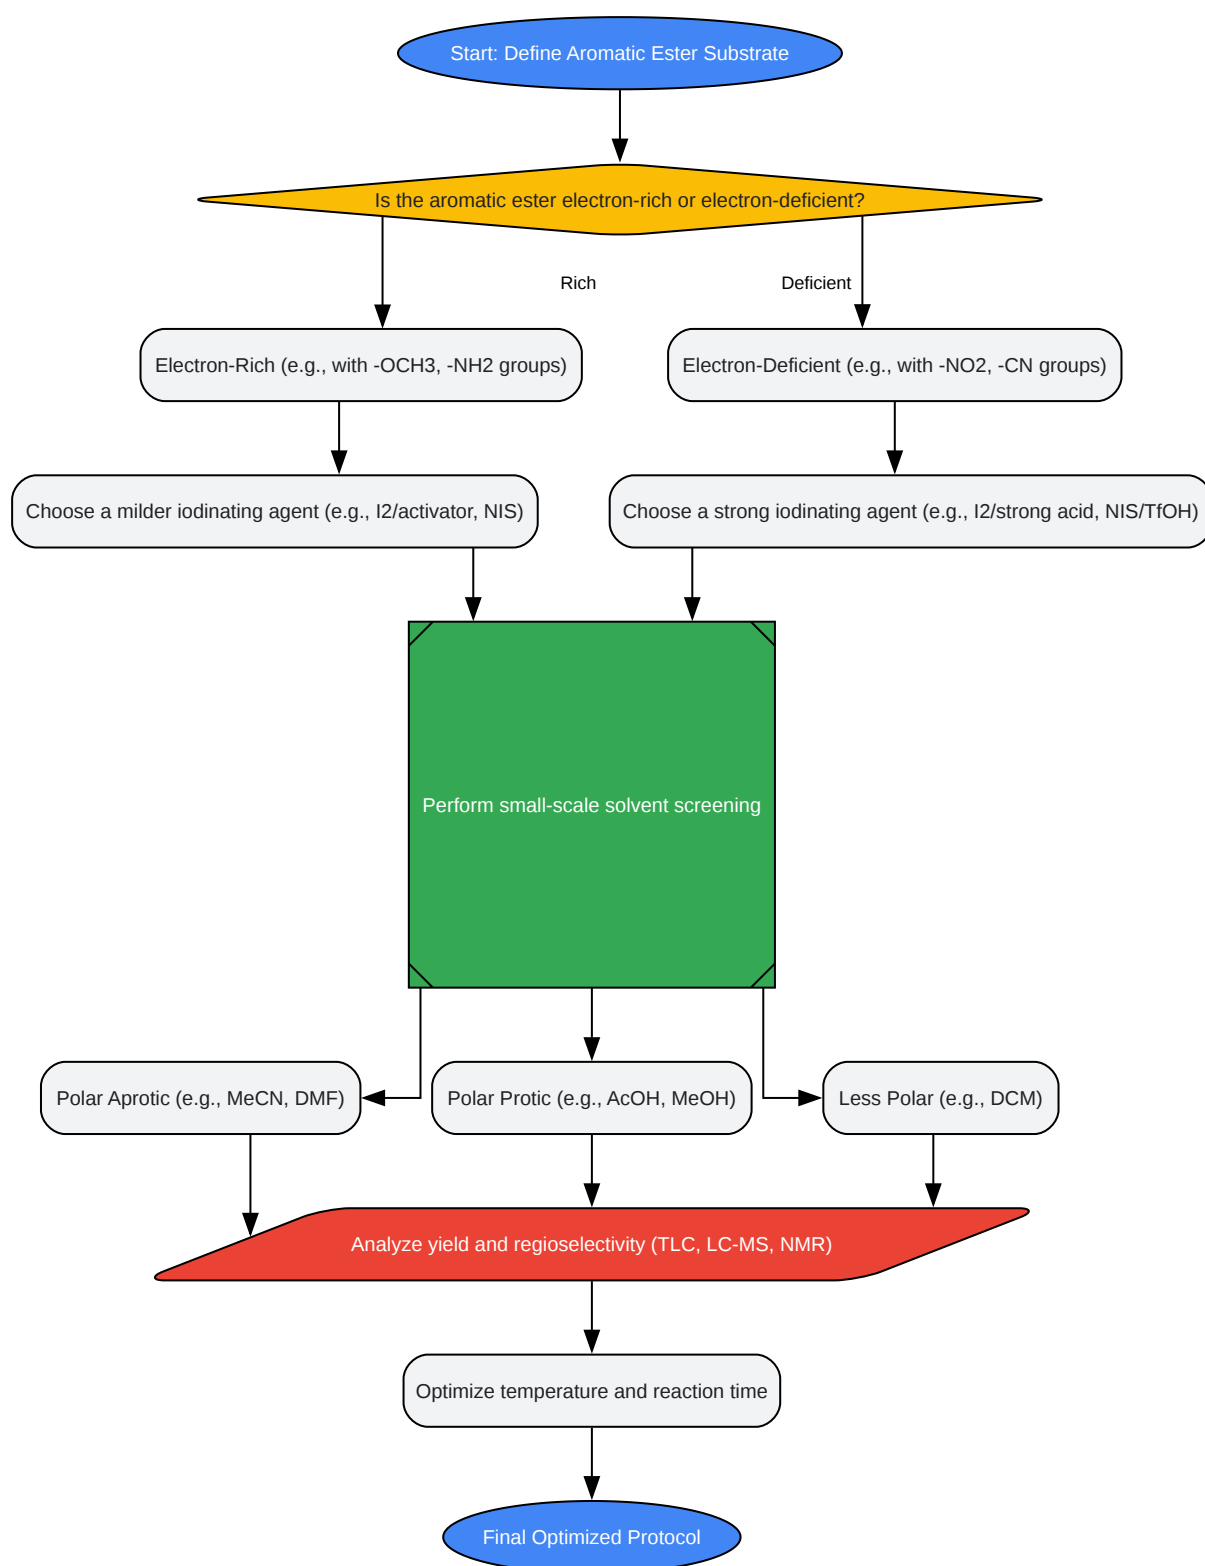 Start: Define Aromatic Ester Substrate
Is the aromatic ester electron-rich or electron-deficient?
Rich
Deficient
Electron-Rich (e.g., with -OCH3, -NH2 groups)
Electron-Deficient (e.g., with -NO2, -CN groups)
Choose a milder iodinating agent (e.g., I2/activator, NIS)
Choose a strong iodinating agent (e.g., I2/strong acid, NIS/TfOH)
Perform small-scale solvent screening
Polar Aprotic (e.g., MeCN, DMF)
Polar Protic (e.g., AcOH, MeOH)
Less Polar (e.g., DCM)
Analyze yield and regioselectivity (TLC, LC-MS, NMR)
Optimize temperature and reaction time
Final Optimized Protocol